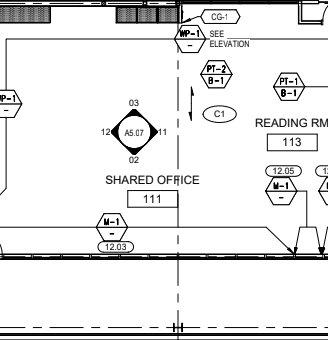 CG-1
WP-1
-
SEE
ELEVATION
PT-2
B-1
PT-1
B-1
WP-1
-
C1
03
12
A5.07
11
02
READING RM
113
SHARED OFFICE
111
12.05
M-1
-
M-1
-
12.03